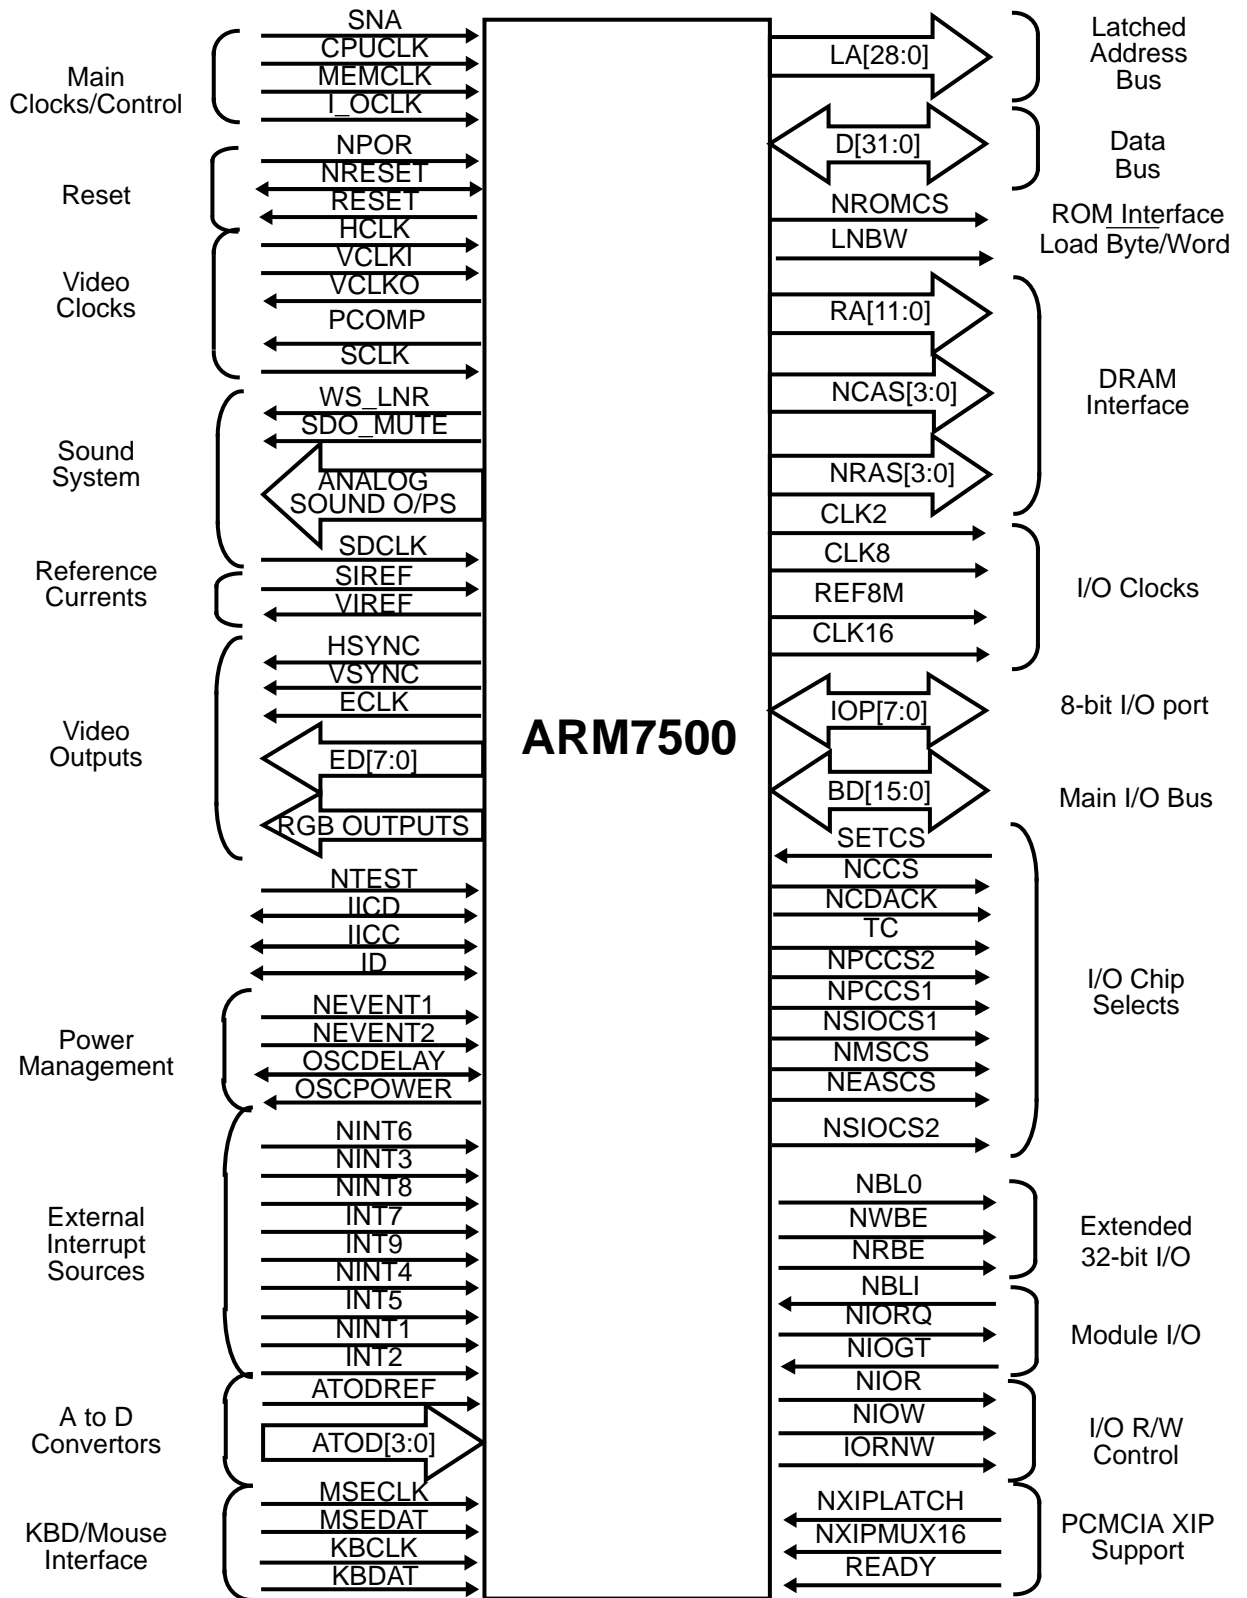 SNA
CPUCLK
MEMCLK
I_OCLK
Main
Clocks/Control
NPOR
NRESET
RESET
Reset
HCLK
VCLKI
VCLKO
PCOMP
SCLK
Video
Clocks
WS_LNR
SDO_MUTE
ANALOG
SOUND O/PS
SDCLK
Sound
System
SIREF
VIREF
Reference
Currents
HSYNC
VSYNC
ECLK
ED[7:0]
RGB OUTPUTS
Video
Outputs
NTEST
IICD
IICC
ID
NEVENT1
NEVENT2
OSCDELAY
OSCPOWER
Power
Management
NINT6
NINT3
NINT8
INT7
INT9
NINT4
INT5
NINT1
INT2
External
Interrupt
Sources
ATODREF
ATOD[3:0]
A to D
Convertors
MSECLK
MSEDAT
KBCLK
KBDAT
KBD/Mouse
Interface
ARM7500
LA[28:0]
Latched
Address
Bus
D[31:0]
Data
Bus
NROMCS
ROM Interface
LNBW
Load Byte/Word
RA[11:0]
NCAS[3:0]
NRAS[3:0]
DRAM
Interface
CLK2
CLK8
REF8M
CLK16
I/O Clocks
IOP[7:0]
8-bit I/O port
BD[15:0]
Main I/O Bus
SETCS
NCCS
NCDACK
TC
NPCCS2
NPCCS1
NSIOCS1
NMSCS
NEASCS
NSIOCS2
I/O Chip
Selects
NBL0
NWBE
NRBE
Extended
32-bit I/O
NBLI
NIORQ
NIOGT
Module I/O
NIOR
NIOW
IORNW
I/O R/W
Control
NXIPLATCH
NXIPMUX16
READY
PCMCIA XIP
Support